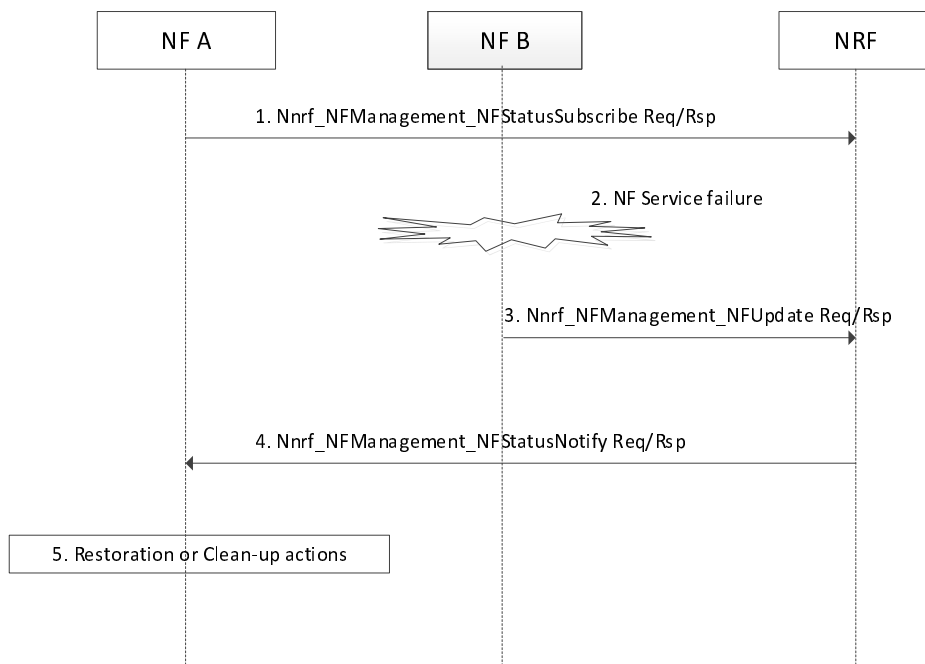 NF A
NF B
NRF
1. Nnrf_NFManagement_NFStatusSubscribe Req/Rsp
2. NF Service failure
3. Nnrf_NFManagement_NFUpdate Req/Rsp
4. Nnrf_NFManagement_NFStatusNotify Req/Rsp
5. Restoration or Clean-up actions